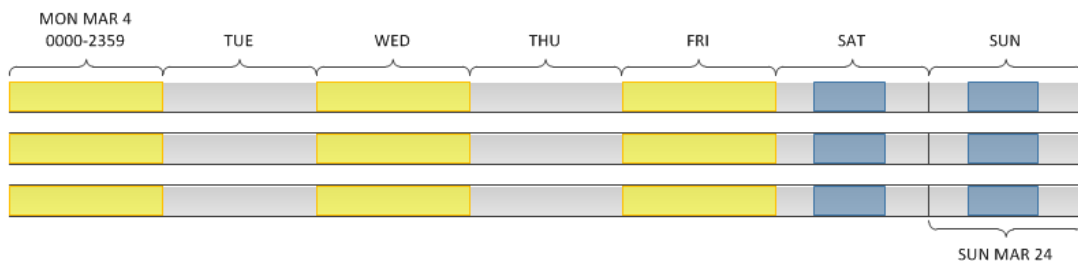 MON MAR 4
0000-2359
TUE
WED
THU
FRI
SAT
SUN
SUN MAR 24